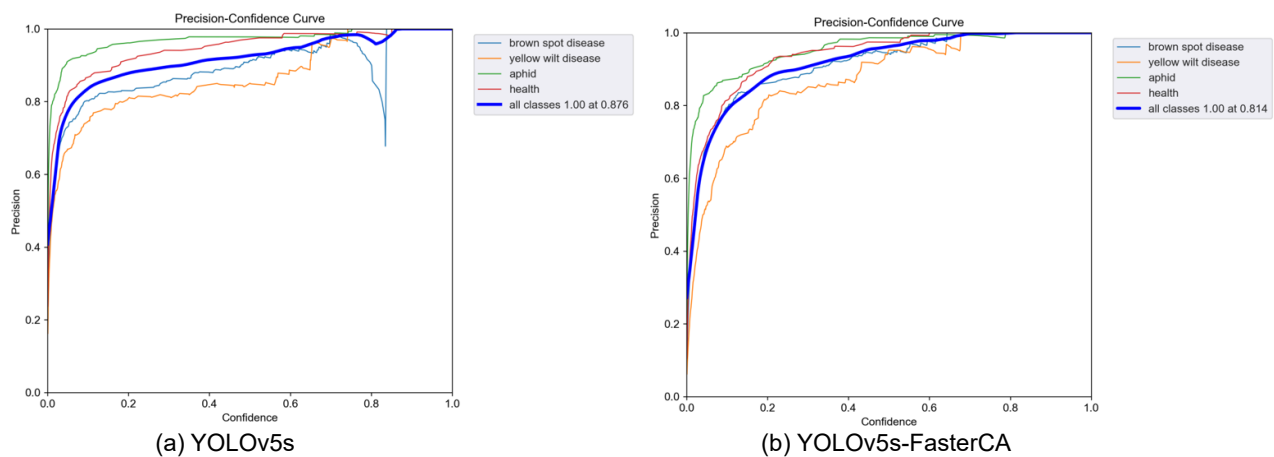 Precision-Confidence Curve
1.0
0.8
0.6
0.4
0.2
0.0
Precision
0.0 0.2 0.4 0.6 0.8 1.0
Confidence
brown spot disease
yellow wilt disease
aphid
health
all classes 1.00 at 0.876
(a) YOLOv5s
Precision-Confidence Curve
1.0
0.8
0.6
0.4
0.2
0.0
Precision
0.0 0.2 0.4 0.6 0.8 1.0
Confidence
brown spot disease
yellow wilt disease
aphid
health
all classes 1.00 at 0.814
(b) YOLOv5s-FasterCA